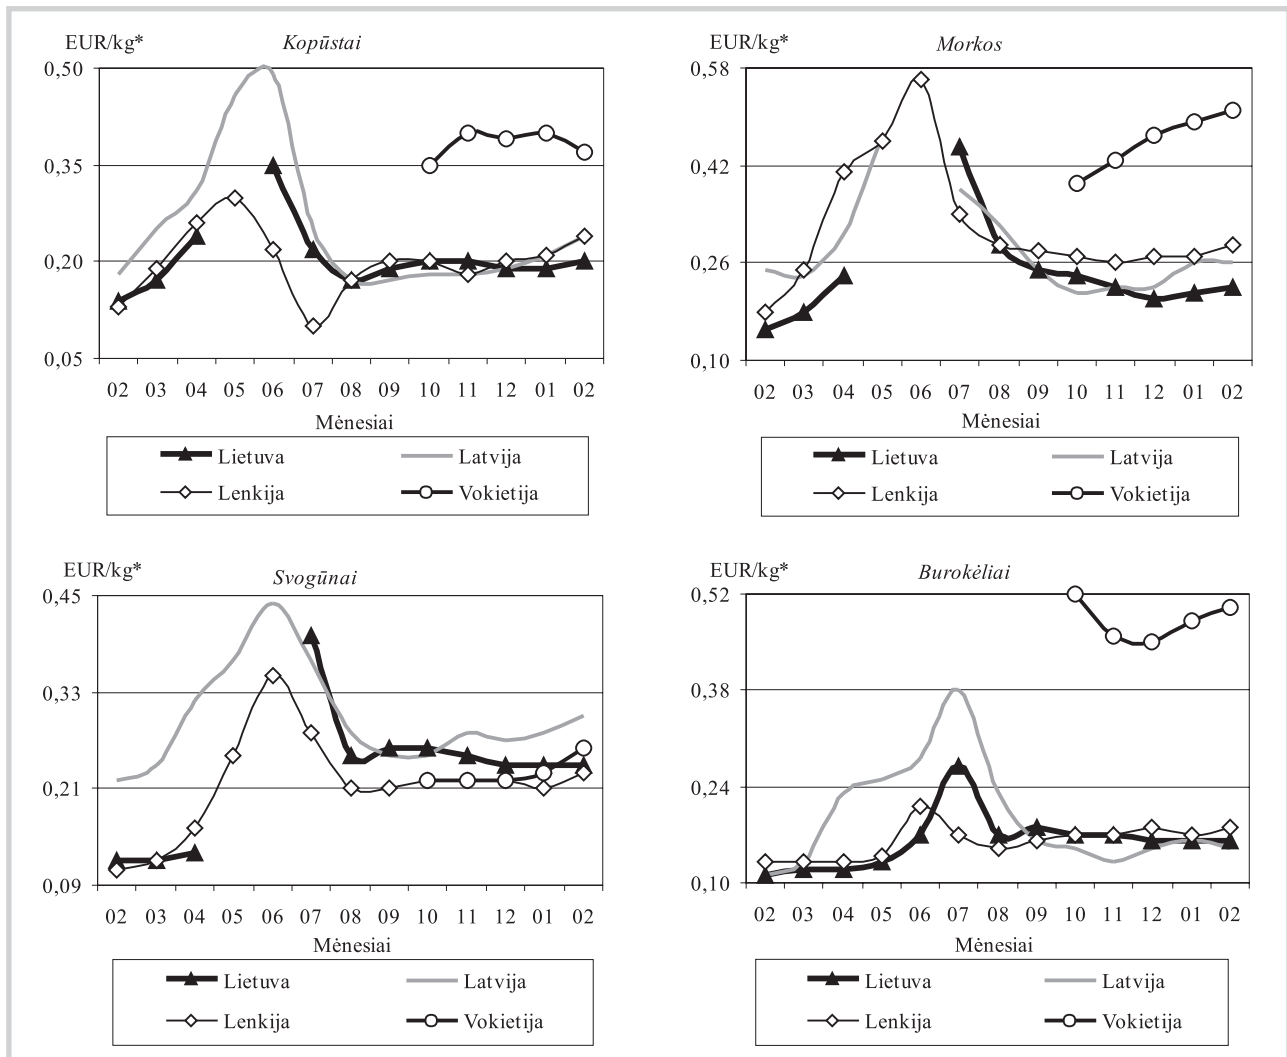 EUR/kg*
Kopūstai
0,50
0,35
0,20
0,05
02 03 04 05 06 07 08 09 10 11 12 01 02
Mėnesiai
Lietuva Latvija
Lenkija Vokietija
EUR/kg*
Morkos
0,58
0,42
0,26
0,10
02 03 04 05 06 07 08 09 10 11 12 01 02
Mėnesiai
Lietuva Latvija
Lenkija Vokietija
EUR/kg*
Svogūnai
0,45
0,33
0,21
0,09
02 03 04 05 06 07 08 09 10 11 12 01 02
Mėnesiai
Lietuva Latvija
Lenkija Vokietija
EUR/kg*
Burokėliai
0,52
0,38
0,24
0,10
02 03 04 05 06 07 08 09 10 11 12 01 02
Mėnesiai
Lietuva Latvija
Lenkija Vokietija